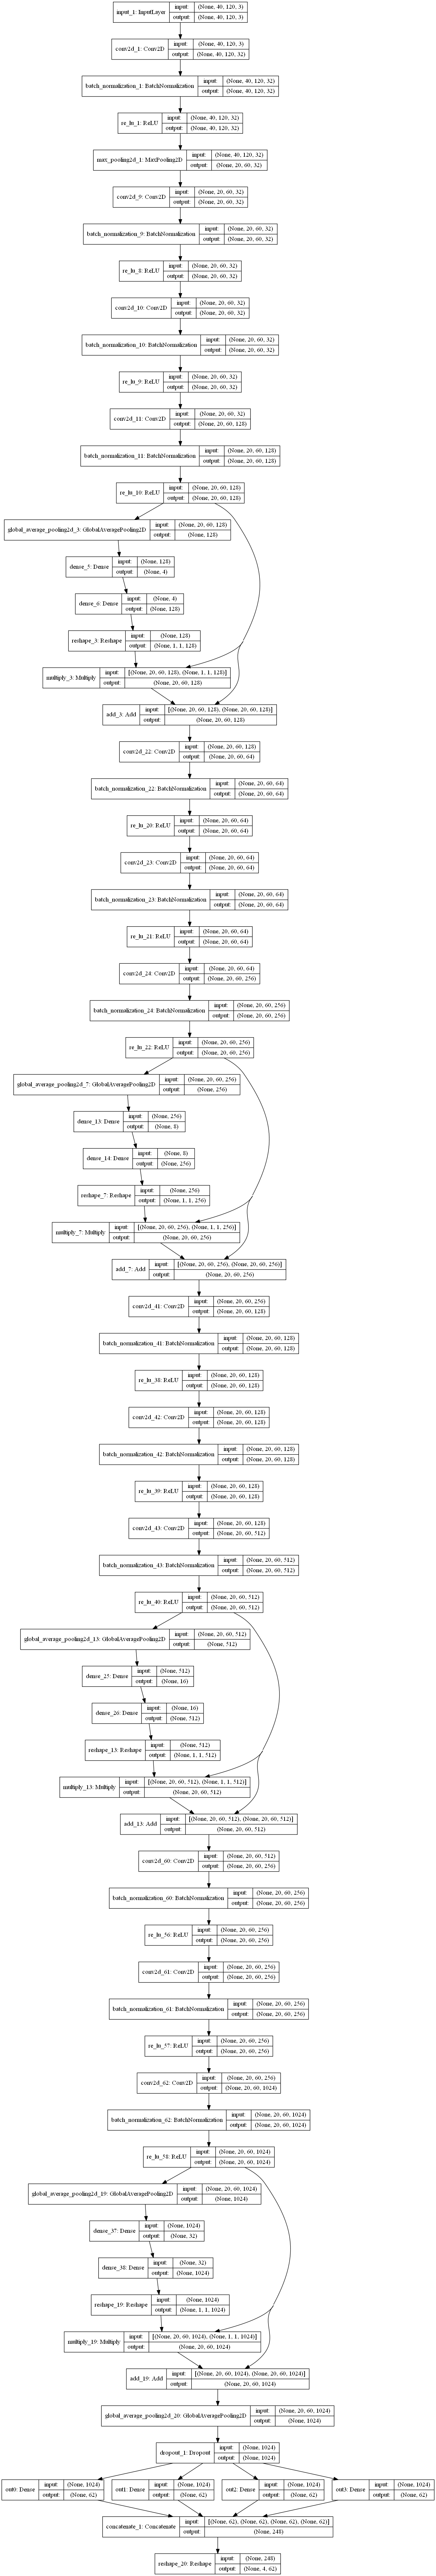 input_1: InputLayer
input: (None, 40, 120, 3)
output: (None, 40, 120, 3)
conv2d_1: Conv2D
input: (None, 40, 120, 3)
output: (None, 40, 120, 32)
batch_normalization_1: BatchNormalization
input: (None, 40, 120, 32)
output: (None, 40, 120, 32)
re_lu_1: ReLU
input: (None, 40, 120, 32)
output: (None, 40, 120, 32)
max_pooling2d_1: MaxPooling2D
input: (None, 40, 120, 32)
output: (None, 20, 60, 32)
conv2d_9: Conv2D
input: (None, 20, 60, 32)
output: (None, 20, 60, 32)
batch_normalization_9: BatchNormalization
input: (None, 20, 60, 32)
output: (None, 20, 60, 32)
re_lu_8: ReLU
input: (None, 20, 60, 32)
output: (None, 20, 60, 32)
conv2d_10: Conv2D
input: (None, 20, 60, 32)
output: (None, 20, 60, 32)
batch_normalization_10: BatchNormalization
input: (None, 20, 60, 32)
output: (None, 20, 60, 32)
re_lu_9: ReLU
input: (None, 20, 60, 32)
output: (None, 20, 60, 32)
conv2d_11: Conv2D
input: (None, 20, 60, 32)
output: (None, 20, 60, 128)
batch_normalization_11: BatchNormalization
input: (None, 20, 60, 128)
output: (None, 20, 60, 128)
re_lu_10: ReLU
input: (None, 20, 60, 128)
output: (None, 20, 60, 128)
global_average_pooling2d_3: GlobalAveragePooling2D
input: (None, 20, 60, 128)
output: (None, 128)
dense_5: Dense
input: (None, 128)
output: (None, 4)
dense_6: Dense
input: (None, 4)
output: (None, 128)
reshape_3: Reshape
input: (None, 128)
output: (None, 1, 1, 128)
multiply_3: Multiply
input: [(None, 20, 60, 128), (None, 1, 1, 128)]
output: (None, 20, 60, 128)
add_3: Add
input: [(None, 20, 60, 128), (None, 20, 60, 128)]
output: (None, 20, 60, 128)
conv2d_22: Conv2D
input: (None, 20, 60, 128)
output: (None, 20, 60, 64)
batch_normalization_22: BatchNormalization
input: (None, 20, 60, 64)
output: (None, 20, 60, 64)
re_lu_20: ReLU
input: (None, 20, 60, 64)
output: (None, 20, 60, 64)
conv2d_23: Conv2D
input: (None, 20, 60, 64)
output: (None, 20, 60, 64)
batch_normalization_23: BatchNormalization
input: (None, 20, 60, 64)
output: (None, 20, 60, 64)
re_lu_21: ReLU
input: (None, 20, 60, 64)
output: (None, 20, 60, 64)
conv2d_24: Conv2D
input: (None, 20, 60, 64)
output: (None, 20, 60, 256)
batch_normalization_24: BatchNormalization
input: (None, 20, 60, 256)
output: (None, 20, 60, 256)
re_lu_22: ReLU
input: (None, 20, 60, 256)
output: (None, 20, 60, 256)
global_average_pooling2d_7: GlobalAveragePooling2D
input: (None, 20, 60, 256)
output: (None, 256)
dense_13: Dense
input: (None, 256)
output: (None, 8)
dense_14: Dense
input: (None, 8)
output: (None, 256)
reshape_7: Reshape
input: (None, 256)
output: (None, 1, 1, 256)
multiply_7: Multiply
input: [(None, 20, 60, 256), (None, 1, 1, 256)]
output: (None, 20, 60, 256)
add_7: Add
input: [(None, 20, 60, 256), (None, 20, 60, 256)]
output: (None, 20, 60, 256)
conv2d_41: Conv2D
input: (None, 20, 60, 256)
output: (None, 20, 60, 128)
batch_normalization_41: BatchNormalization
input: (None, 20, 60, 128)
output: (None, 20, 60, 128)
re_lu_38: ReLU
input: (None, 20, 60, 128)
output: (None, 20, 60, 128)
conv2d_42: Conv2D
input: (None, 20, 60, 128)
output: (None, 20, 60, 128)
batch_normalization_42: BatchNormalization
input: (None, 20, 60, 128)
output: (None, 20, 60, 128)
re_lu_39: ReLU
input: (None, 20, 60, 128)
output: (None, 20, 60, 128)
conv2d_43: Conv2D
input: (None, 20, 60, 128)
output: (None, 20, 60, 512)
batch_normalization_43: BatchNormalization
input: (None, 20, 60, 512)
output: (None, 20, 60, 512)
re_lu_40: ReLU
input: (None, 20, 60, 512)
output: (None, 20, 60, 512)
global_average_pooling2d_13: GlobalAveragePooling2D
input: (None, 20, 60, 512)
output: (None, 512)
dense_25: Dense
input: (None, 512)
output: (None, 16)
dense_26: Dense
input: (None, 16)
output: (None, 512)
reshape_13: Reshape
input: (None, 512)
output: (None, 1, 1, 512)
multiply_13: Multiply
input: [(None, 20, 60, 512), (None, 1, 1, 512)]
output: (None, 20, 60, 512)
add_13: Add
input: [(None, 20, 60, 512), (None, 20, 60, 512)]
output: (None, 20, 60, 512)
conv2d_60: Conv2D
input: (None, 20, 60, 512)
output: (None, 20, 60, 256)
batch_normalization_60: BatchNormalization
input: (None, 20, 60, 256)
output: (None, 20, 60, 256)
re_lu_56: ReLU
input: (None, 20, 60, 256)
output: (None, 20, 60, 256)
conv2d_61: Conv2D
input: (None, 20, 60, 256)
output: (None, 20, 60, 256)
batch_normalization_61: BatchNormalization
input: (None, 20, 60, 256)
output: (None, 20, 60, 256)
re_lu_57: ReLU
input: (None, 20, 60, 256)
output: (None, 20, 60, 256)
conv2d_62: Conv2D
input: (None, 20, 60, 256)
output: (None, 20, 60, 1024)
batch_normalization_62: BatchNormalization
input: (None, 20, 60, 1024)
output: (None, 20, 60, 1024)
re_lu_58: ReLU
input: (None, 20, 60, 1024)
output: (None, 20, 60, 1024)
global_average_pooling2d_19: GlobalAveragePooling2D
input: (None, 20, 60, 1024)
output: (None, 1024)
dense_37: Dense
input: (None, 1024)
output: (None, 32)
dense_38: Dense
input: (None, 32)
output: (None, 1024)
reshape_19: Reshape
input: (None, 1024)
output: (None, 1, 1, 1024)
multiply_19: Multiply
input: [(None, 20, 60, 1024), (None, 1, 1, 1024)]
output: (None, 20, 60, 1024)
add_19: Add
input: [(None, 20, 60, 1024), (None, 20, 60, 1024)]
output: (None, 20, 60, 1024)
global_average_pooling2d_20: GlobalAveragePooling2D
input: (None, 20, 60, 1024)
output: (None, 1024)
dropout_1: Dropout
input: (None, 1024)
output: (None, 1024)
out0: Dense
input: (None, 1024)
output: (None, 62)
out1: Dense
input: (None, 1024)
output: (None, 62)
out2: Dense
input: (None, 1024)
output: (None, 62)
out3: Dense
input: (None, 1024)
output: (None, 62)
concatenate_1: Concatenate
input: [(None, 62), (None, 62), (None, 62), (None, 62)]
output: (None, 248)
reshape_20: Reshape
input: (None, 248)
output: (None, 4, 62)